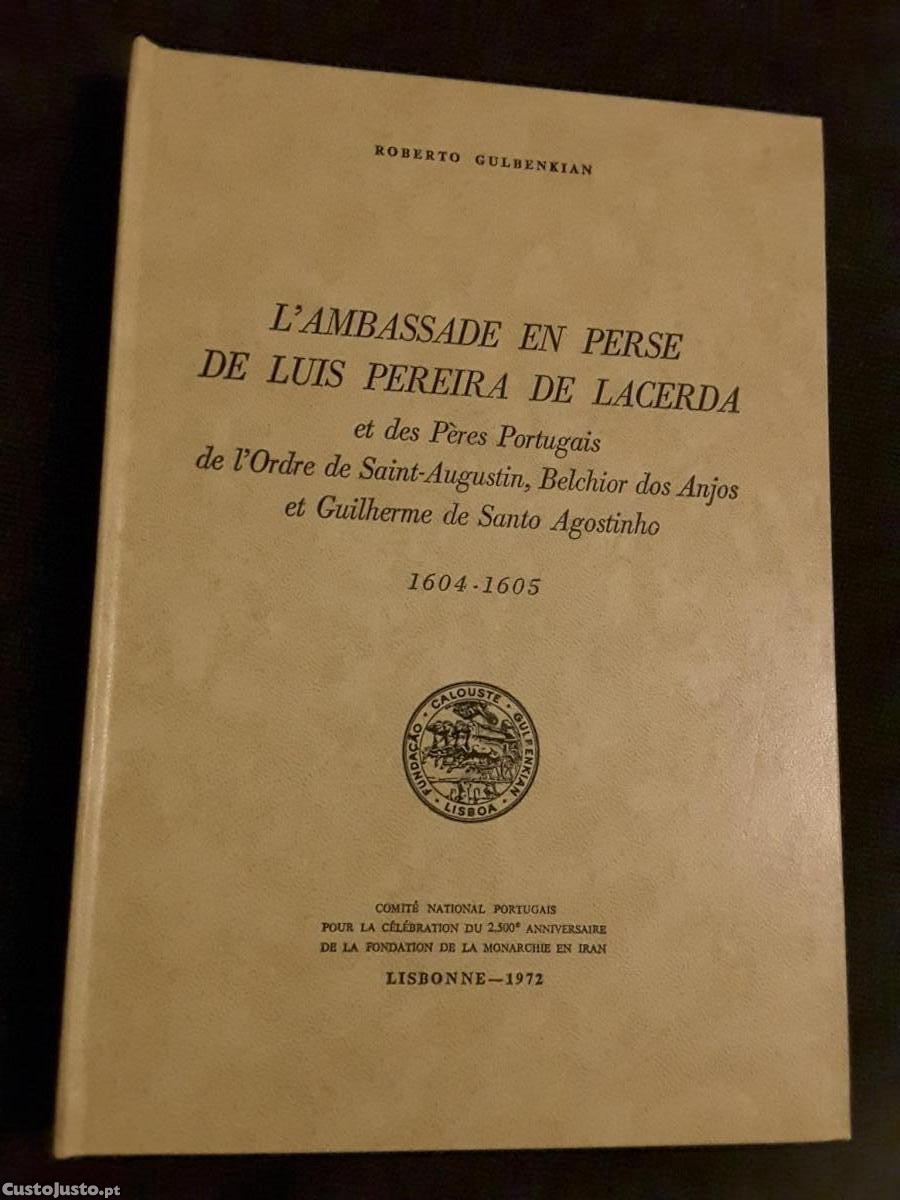 ROBERTO GULBENKIAN
L'AMBASSADE EN PERSE
DE LUIS PEREIRA DE LACERDA
et des Pères Portugais
de l'Ordre de Saint-Augustin, Belchior dos Anjos
et Guilherme de Santo Agostinho
1604-1605
FUNDAÇÃO · CALOUSTE · GULBENKIAN · LISBOA ·
COMITÉ NATIONAL PORTUGAIS
POUR LA CÉLÉBRATION DU 2.500e ANNIVERSAIRE
DE LA FONDATION DE LA MONARCHIE EN IRAN
LISBONNE—1972
CustoJusto.pt